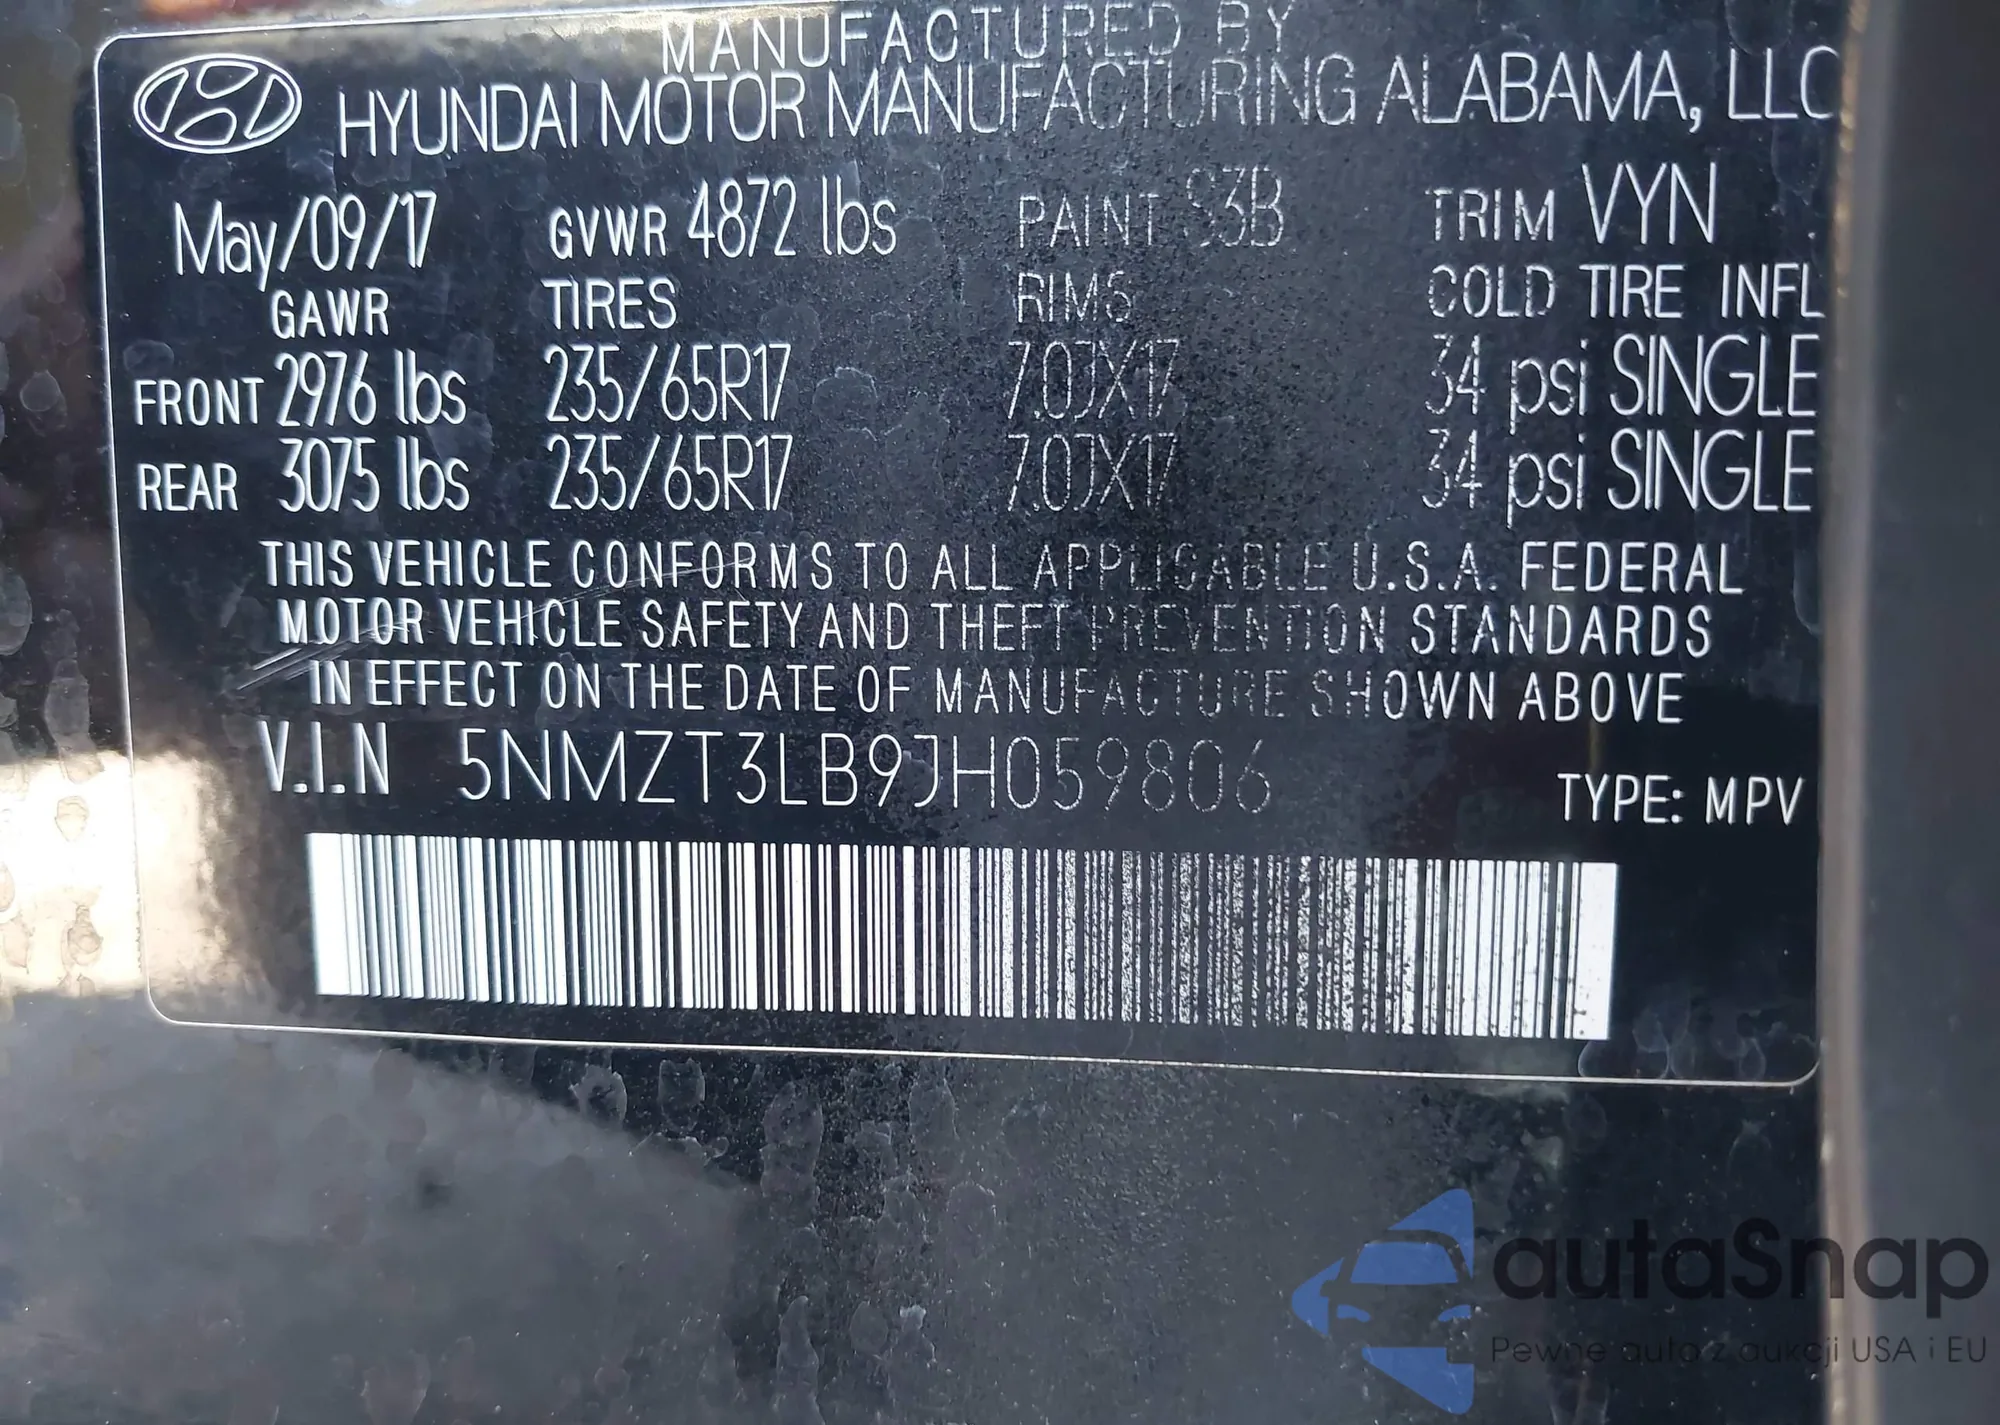 MANUFACTURED BY
HYUNDAI MOTOR MANUFACTURING ALABAMA, LLC
May/09/17 GVWR 4872 lbs PAINT S3B TRIM VYN
GAWR TIRES RIMS COLD TIRE INFL
FRONT 2976 lbs 235/65R17 7.0JX17 34 psi SINGLE
REAR 3075 lbs 235/65R17 7.0JX17 34 psi SINGLE
THIS VEHICLE CONFORMS TO ALL APPLICABLE U.S.A. FEDERAL
MOTOR VEHICLE SAFETY AND THEFT PREVENTION STANDARDS
IN EFFECT ON THE DATE OF MANUFACTURE SHOWN ABOVE
V.I.N 5NMZT3LB9JH059806
TYPE: MPV
autaSnap
Pewne auto z aukcji USA i EU